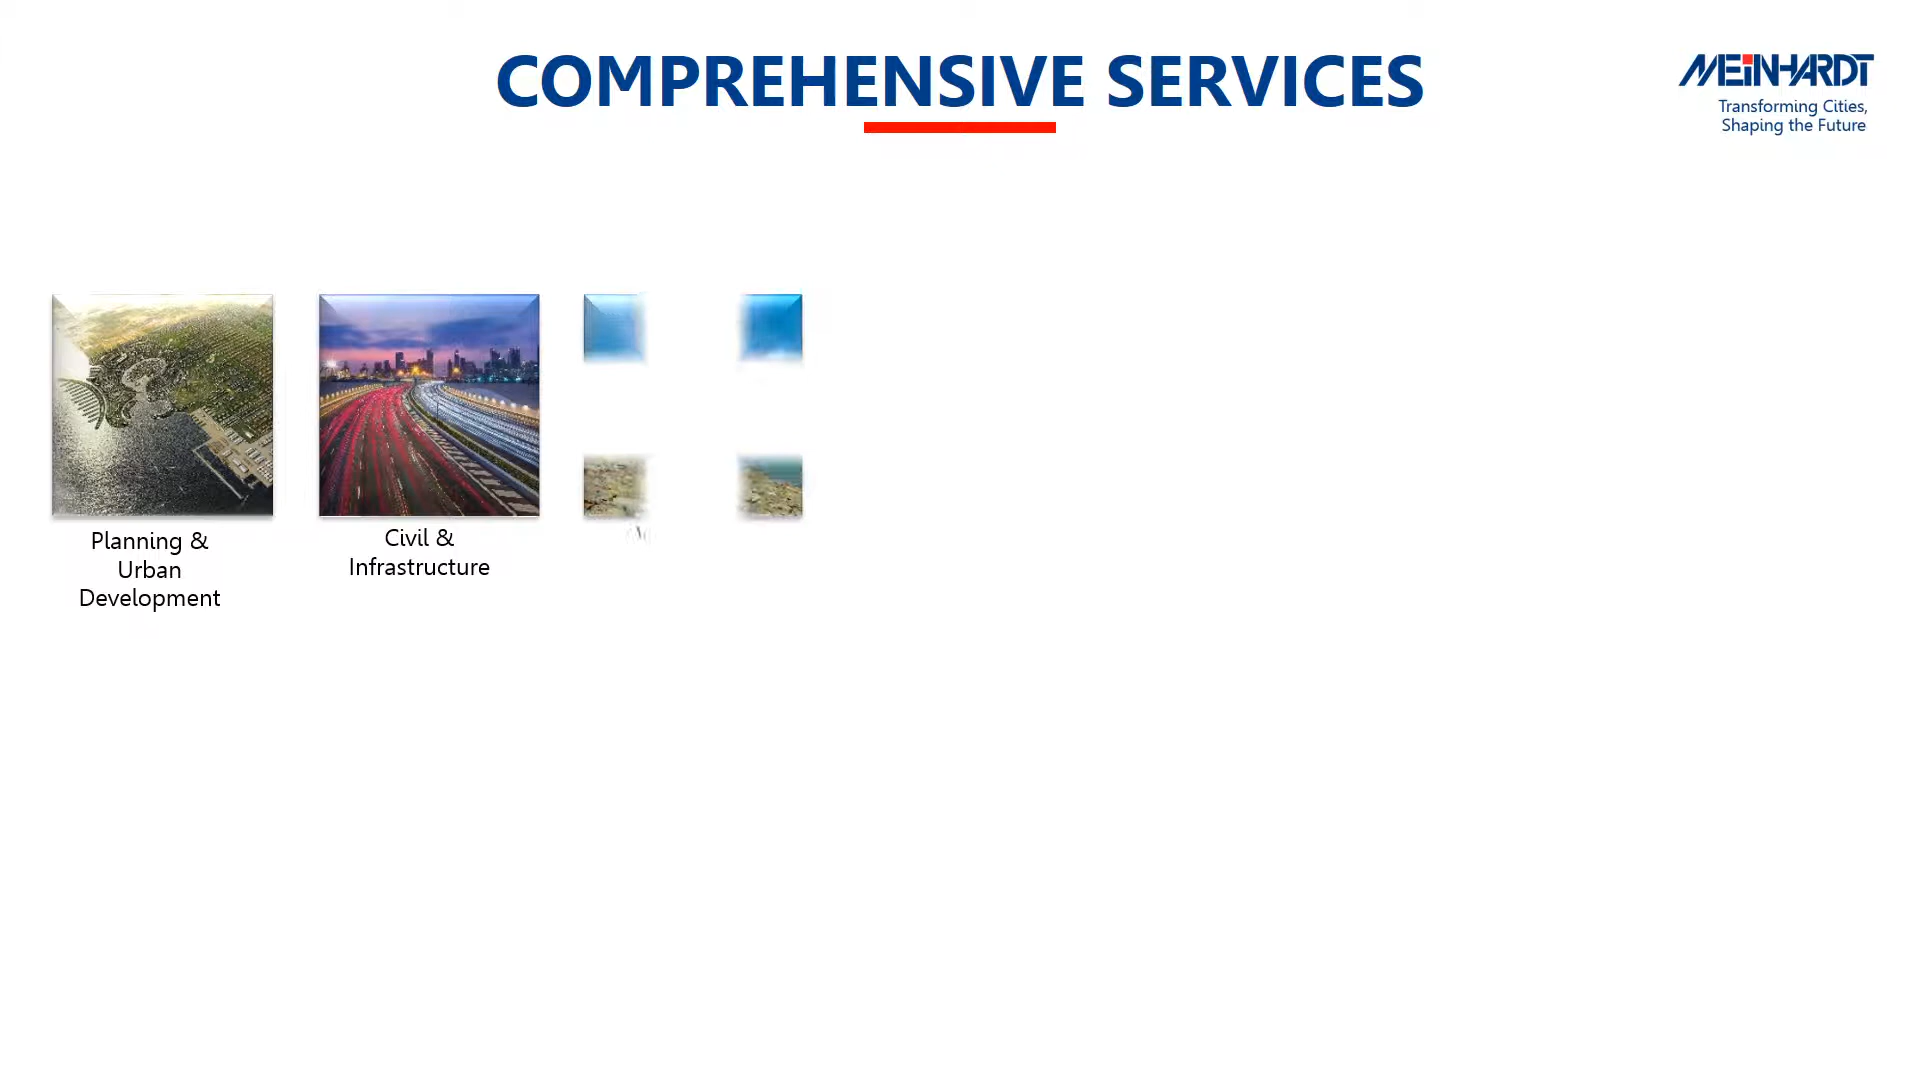 COMPREHENSIVE SERVICES
MEINHARDT
Transforming Cities,
Shaping the Future
Planning &
Urban
Development
Civil &
Infrastructure